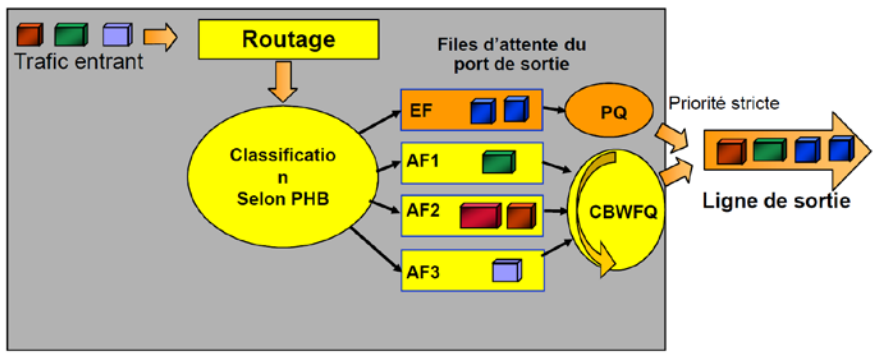 Routage
Trafic entrant
Files d'attente du
port de sortie
EF
PQ
Priorité stricte
Classificatio
n
Selon PHB
AF1
AF2
CBWFQ
AF3
Ligne de sortie